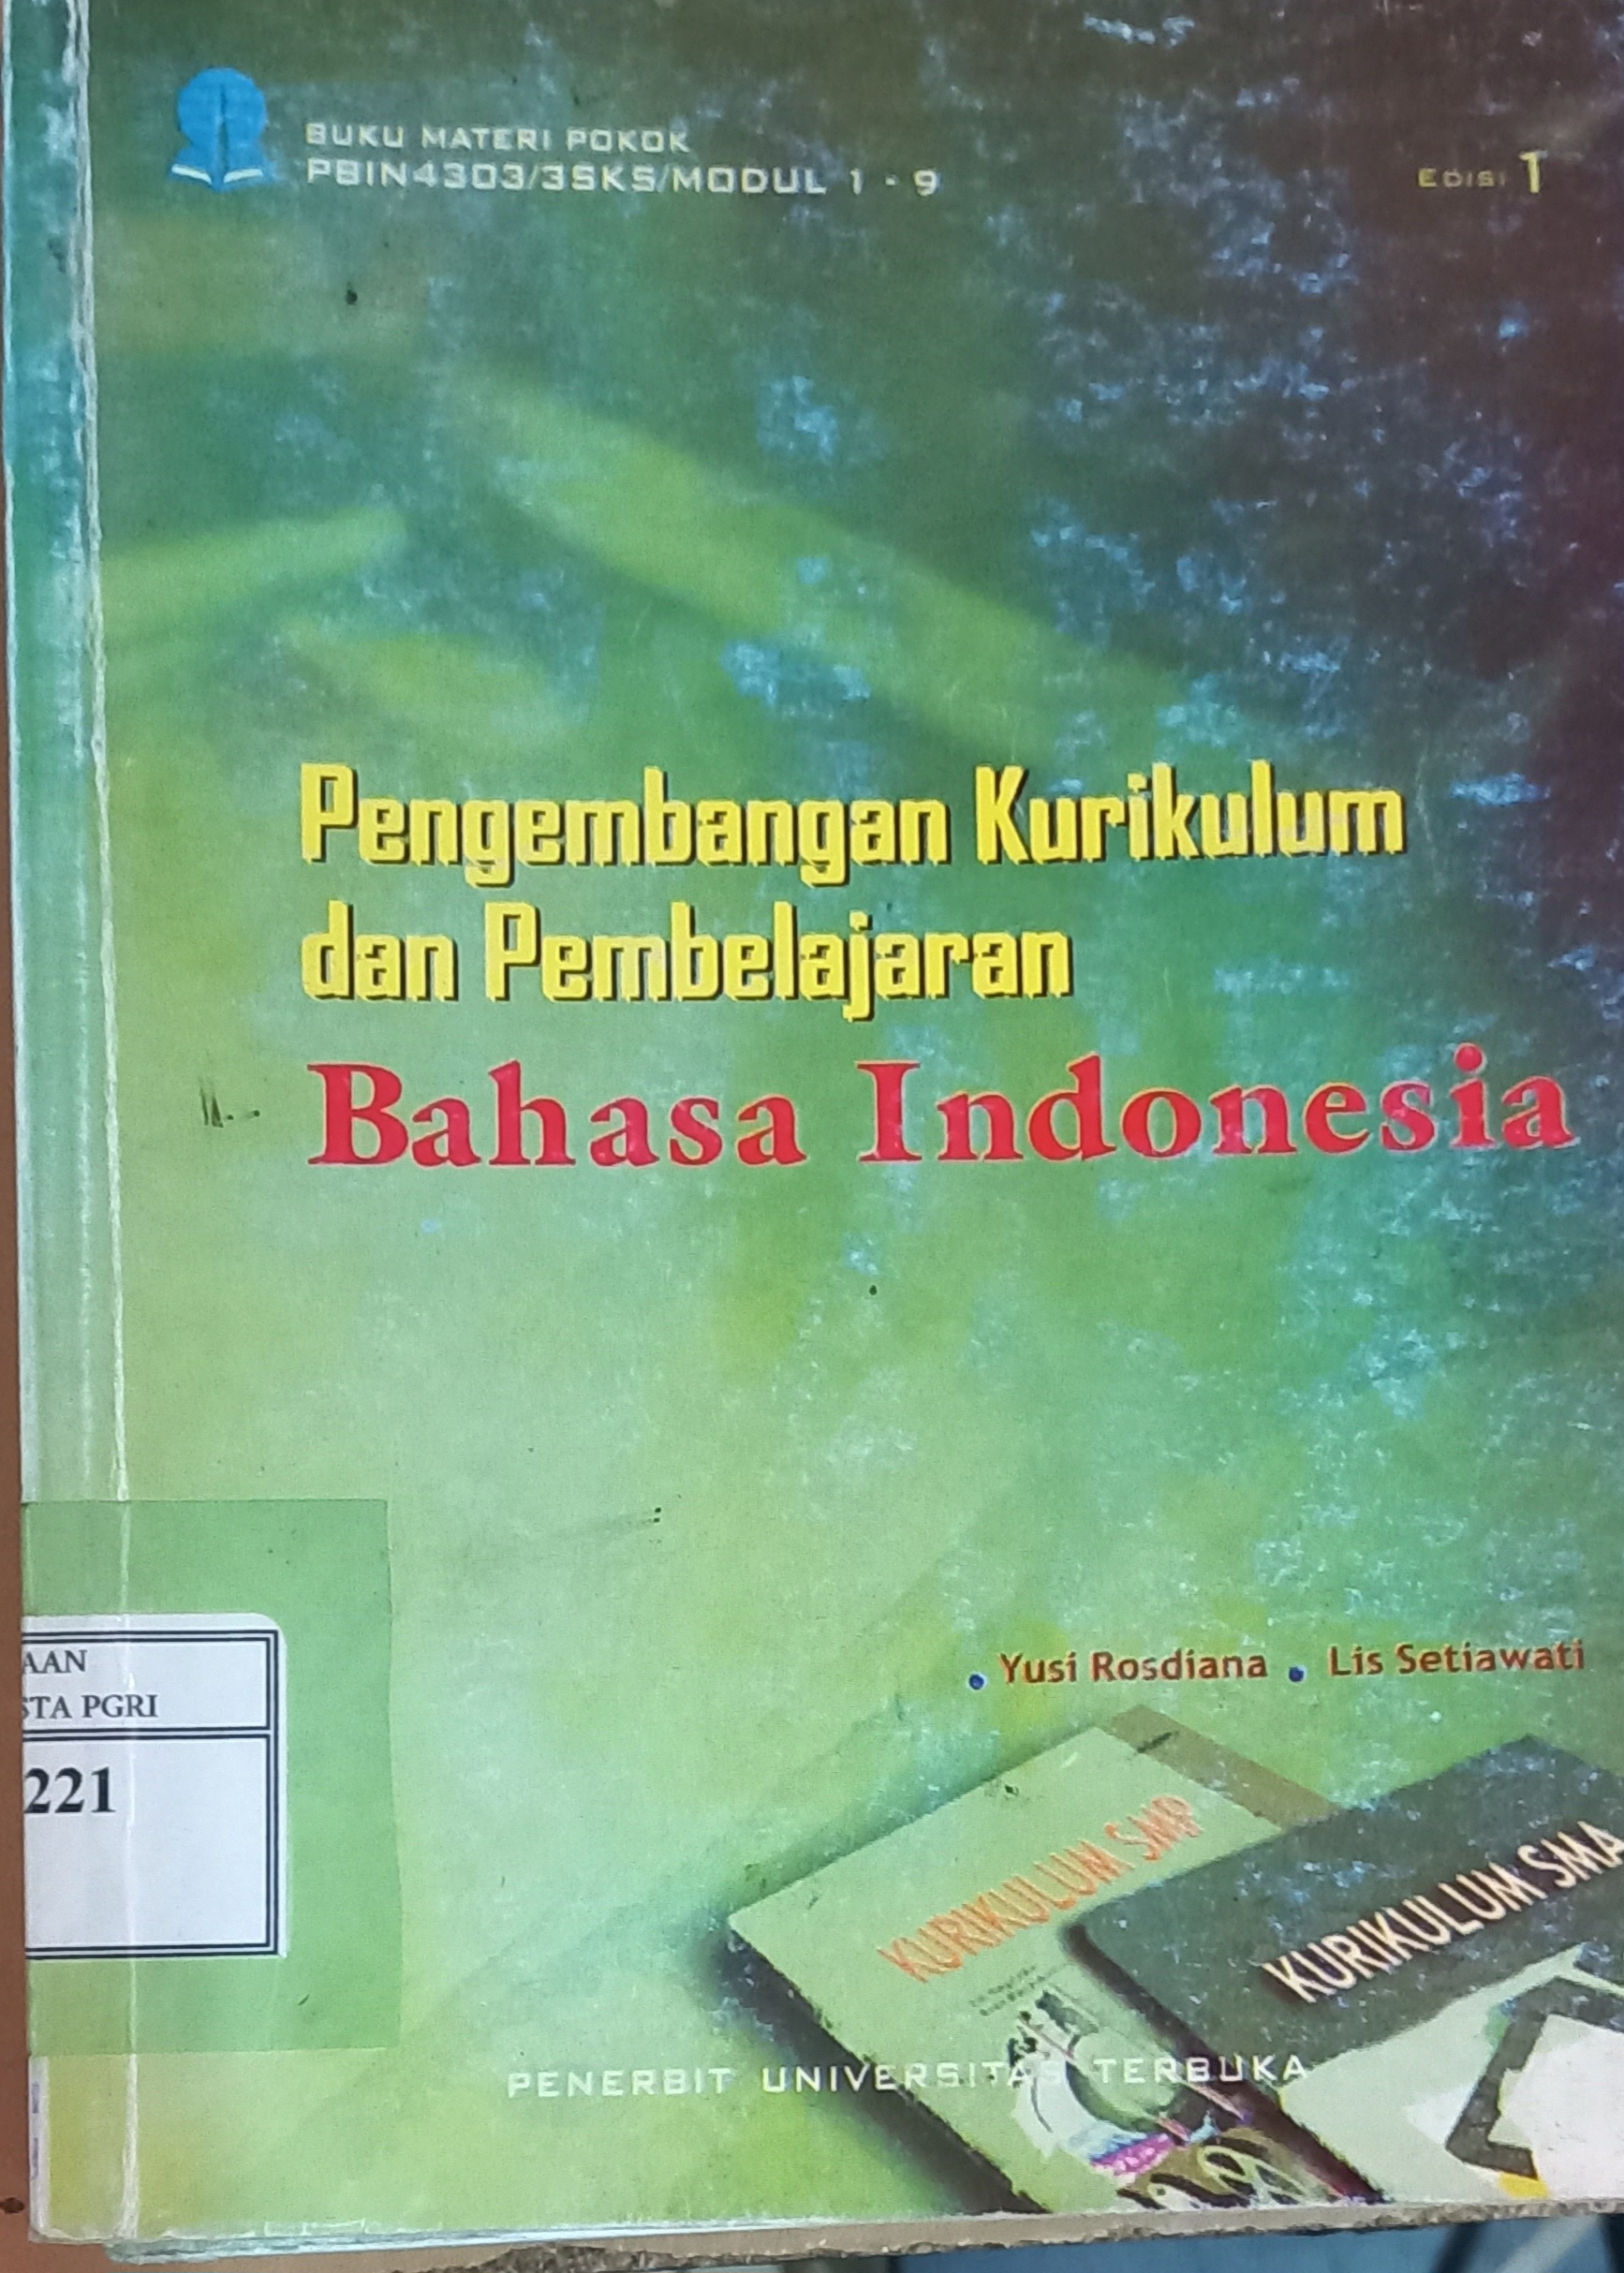 BUKU MATERI POKOK
PBIN4303/3SKS/MODUL 1 - 9
EDISI 1
Pengembangan Kurikulum
dan Pembelajaran
Bahasa Indonesia
AAN
STA PGRI
221
• Yusi Rosdiana • Lis Setiawati
KURIKULUM SMP
KURIKULUM SMA
PENERBIT UNIVERSITAS TERBUKA